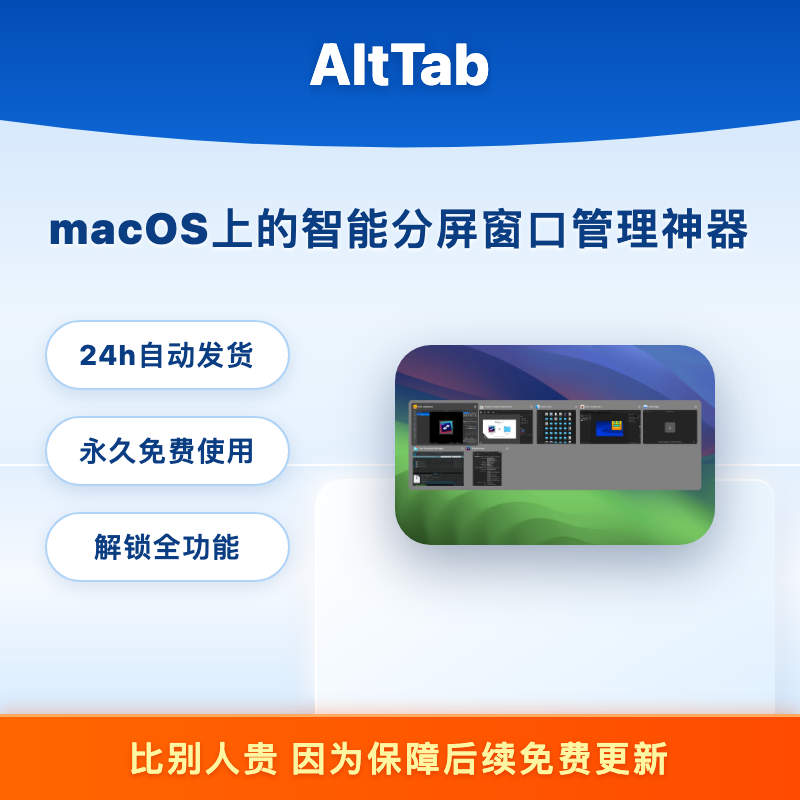 AltTab
macOS上的智能分屏窗口管理神器
24h自动发货
永久免费使用
解锁全功能
比别人贵 因为保障后续免费更新